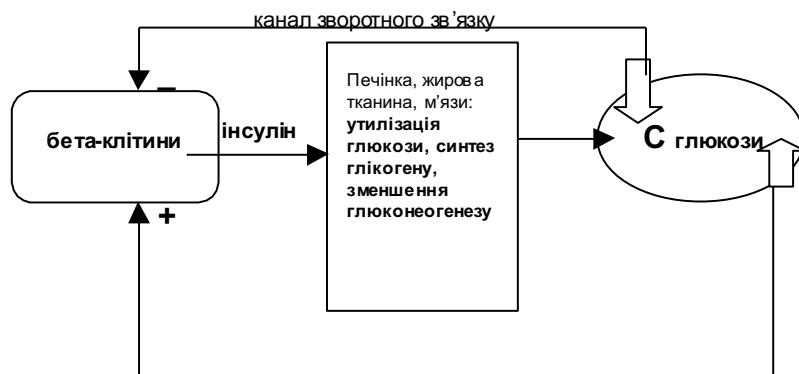 канал зворотного зв’язку
–
бета-клітини
інсулін
+
Печінка, жирова
тканина, м’язи:
утилізація
глюкози, синтез
глікогену,
зменшення
глюконеогенезу
С глюкози